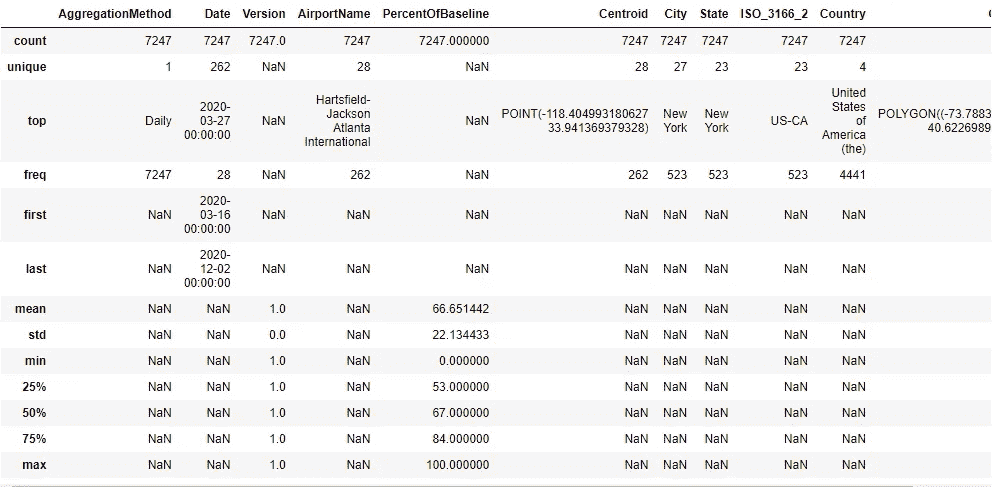 AggregationMethod Date Version AirportName PercentOfBaseline Centroid City State ISO_3166_2 Country
count 7247 7247 7247.0 7247 7247.000000 7247 7247 7247 7247 7247
unique 1 262 NaN 28 NaN 28 27 23 23 4
top Daily 2020-03-27 00:00:00 NaN Hartsfield-Jackson Atlanta International NaN POINT(-118.404993180627 33.941369379328) New York New York US-CA United States of America (the) POLYGON((-73.7883 40.6226989
freq 7247 28 NaN 262 NaN 262 523 523 523 4441
first NaN 2020-03-16 00:00:00 NaN NaN NaN NaN NaN NaN NaN NaN
last NaN 2020-12-02 00:00:00 NaN NaN NaN NaN NaN NaN NaN NaN
mean NaN NaN 1.0 NaN 66.651442 NaN NaN NaN NaN NaN
std NaN NaN 0.0 NaN 22.134433 NaN NaN NaN NaN NaN
min NaN NaN 1.0 NaN 0.000000 NaN NaN NaN NaN NaN
25% NaN NaN 1.0 NaN 53.000000 NaN NaN NaN NaN NaN
50% NaN NaN 1.0 NaN 67.000000 NaN NaN NaN NaN NaN
75% NaN NaN 1.0 NaN 84.000000 NaN NaN NaN NaN NaN
max NaN NaN 1.0 NaN 100.000000 NaN NaN NaN NaN NaN